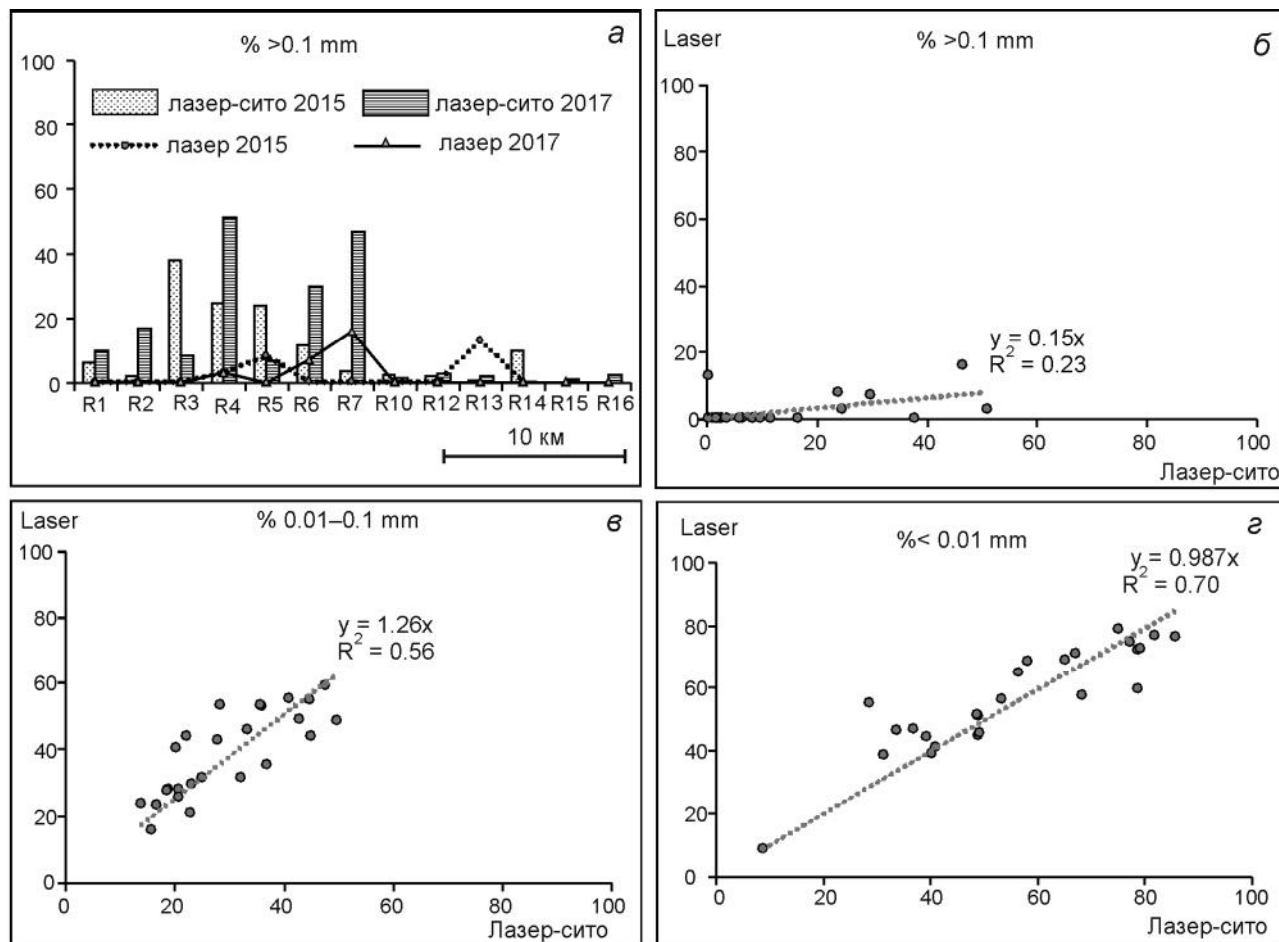 % >0.1 mm
а
100
80
60
40
20
0
лазер-сито 2015
лазер-сито 2017
лазер 2015
лазер 2017
R1 R2 R3 R4 R5 R6 R7 R10 R12 R13 R14 R15 R16
10 км
Laser
% >0.1 mm
б
100
80
60
40
20
0
y = 0.15x
R² = 0.23
0 20 40 60 80 100
Лазер-сито
Laser
% 0.01–0.1 mm
в
100
80
60
40
20
0
y = 1.26x
R² = 0.56
0 20 40 60 80 100
Лазер-сито
Laser
%< 0.01 mm
г
100
80
60
40
20
0
y = 0.987x
R² = 0.70
0 20 40 60 80 100
Лазер-сито